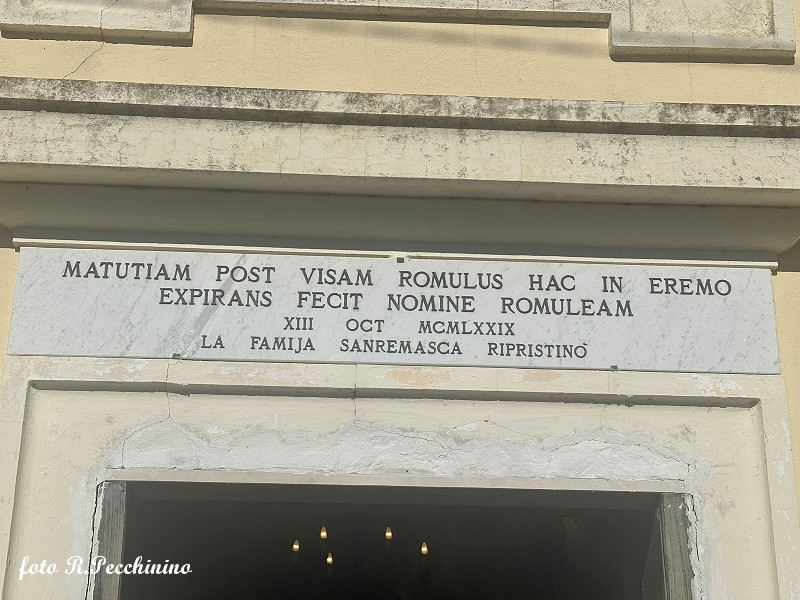 MATUTIAM POST VISAM ROMULUS HAC IN EREMO
EXPIRANS FECIT NOMINE ROMULEAM
XIII OCT MCMLXXIX
LA FAMIJA SANREMASCA RIPRISTINÒ
foto R.Pecchinino